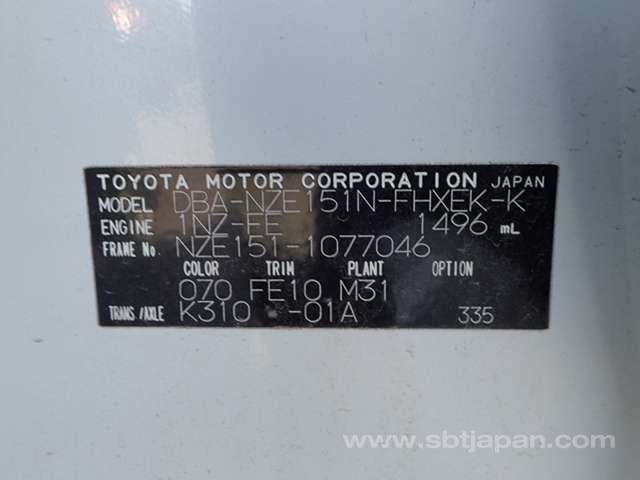 TOYOTA MOTOR CORPORATION JAPAN
MODEL DBA-NZE151N-FHXEK-K
ENGINE 1NZ-FE 1496 mL
FRAME No. NZE151-1077046
COLOR TRIM PLANT OPTION
070 FE10 M31
TRANS/AXLE K310 -01A 335
www.sbtjapan.com